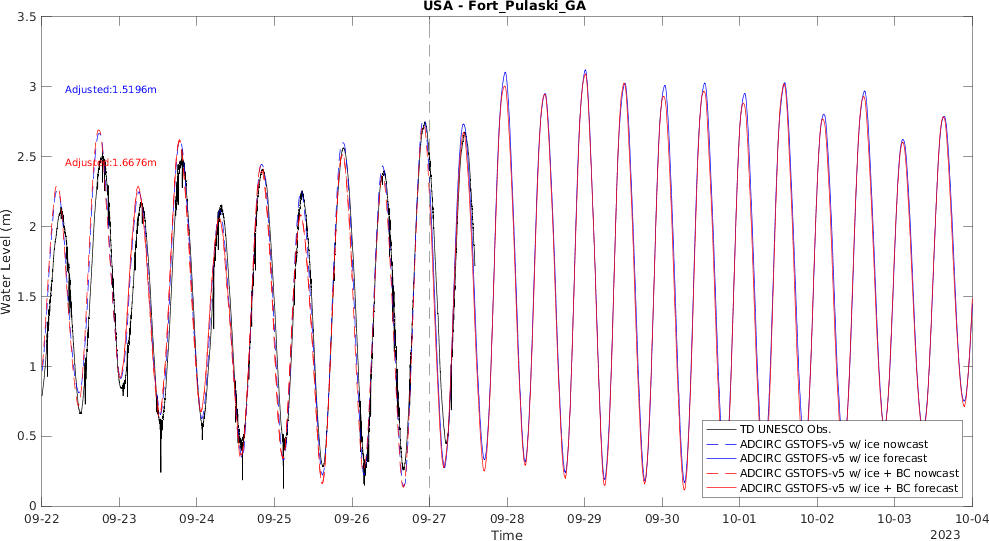 USA - Fort_Pulaski_GA
3.5
3
2.5
2
1.5
1
0.5
0
Water Level (m)
Adjusted:1.5196m
Adjusted:1.6676m
TD UNESCO Obs.
ADCIRC GSTOFS-v5 w/ ice nowcast
ADCIRC GSTOFS-v5 w/ ice forecast
ADCIRC GSTOFS-v5 w/ ice + BC nowcast
ADCIRC GSTOFS-v5 w/ ice + BC forecast
09-22 09-23 09-24 09-25 09-26 09-27 09-28 09-29 09-30 10-01 10-02 10-03 10-04
Time
2023